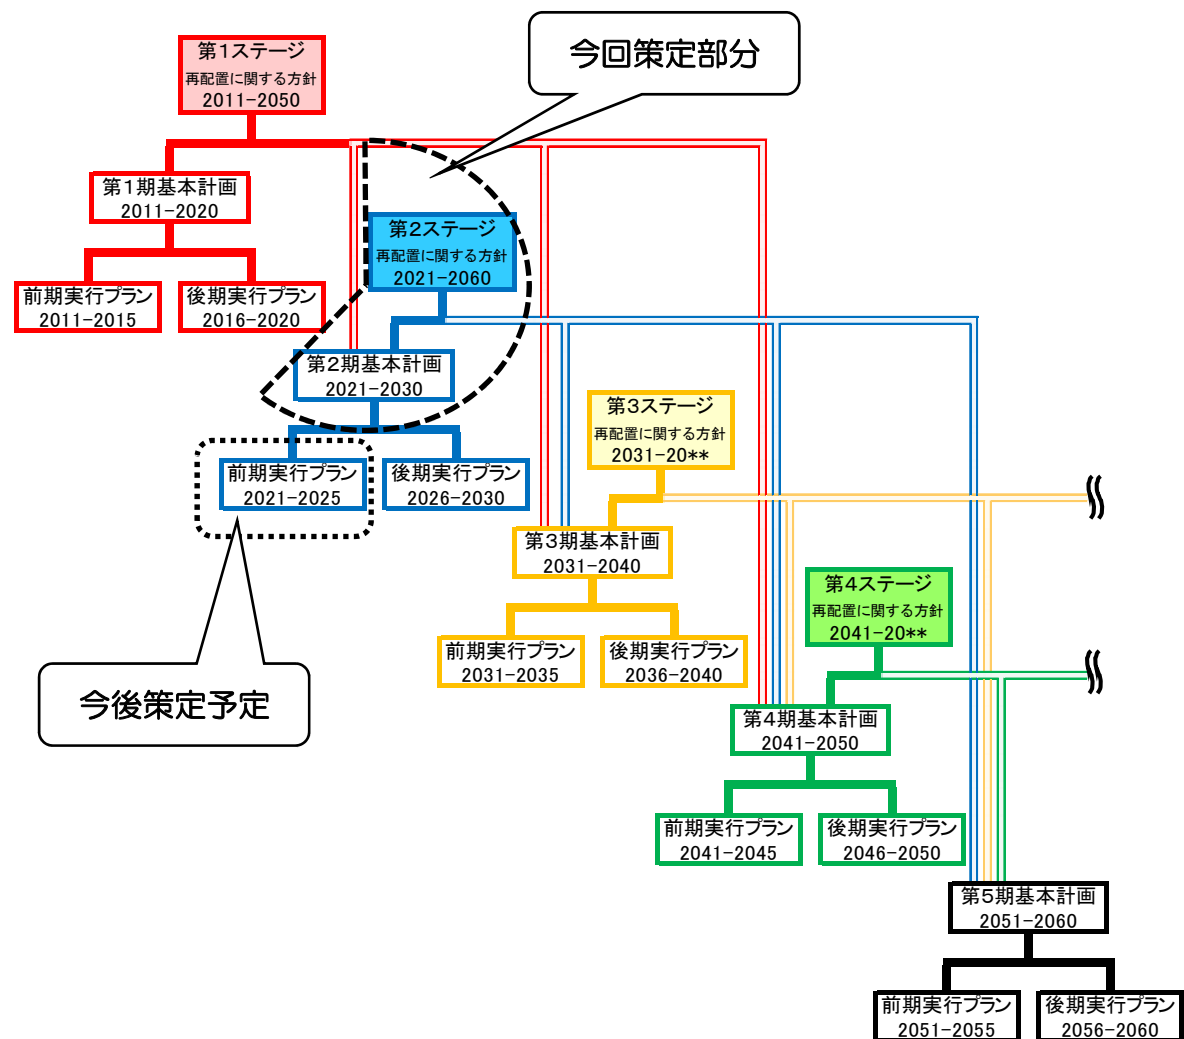 今回策定部分
第1ステージ
再配置に関する方針
2011-2050
第1期基本計画
2011-2020
前期実行プラン
2011-2015
後期実行プラン
2016-2020
第2ステージ
再配置に関する方針
2021-2060
第2期基本計画
2021-2030
前期実行プラン
2021-2025
後期実行プラン
2026-2030
今後策定予定
第3ステージ
再配置に関する方針
2031-20**
第3期基本計画
2031-2040
前期実行プラン
2031-2035
後期実行プラン
2036-2040
第4ステージ
再配置に関する方針
2041-20**
第4期基本計画
2041-2050
前期実行プラン
2041-2045
後期実行プラン
2046-2050
第5期基本計画
2051-2060
前期実行プラン
2051-2055
後期実行プラン
2056-2060